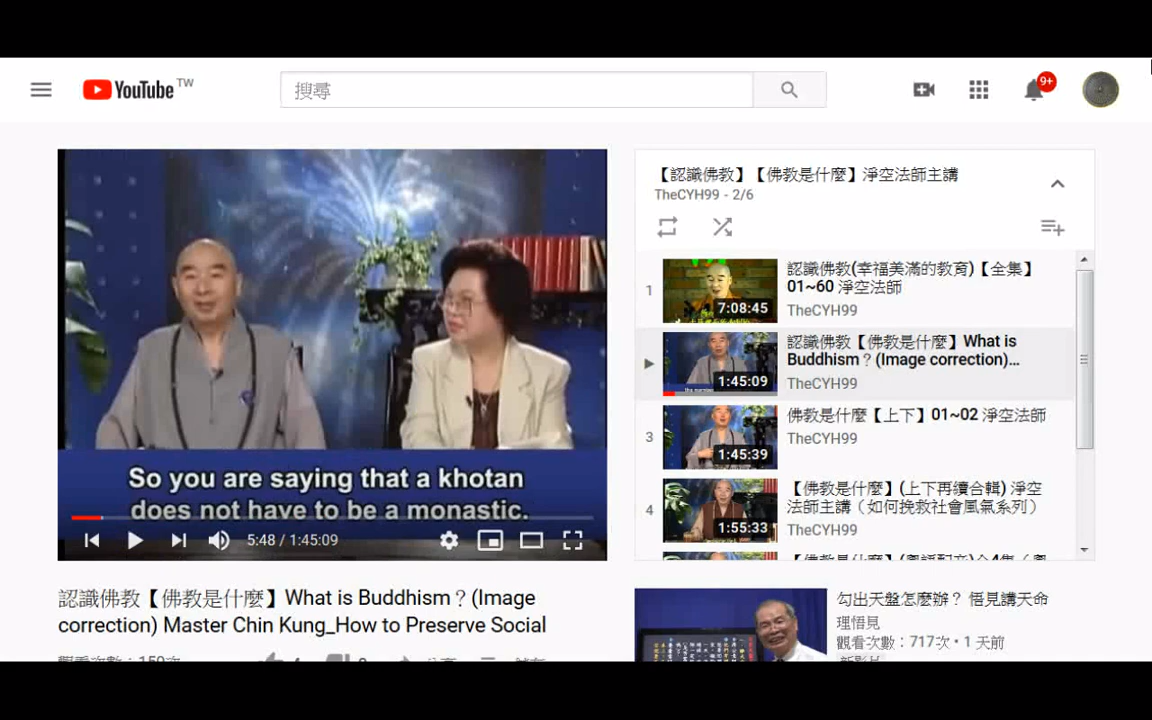 YouTube TW
搜尋
9+
So you are saying that a khotan
does not have to be a monastic.
5:48 / 1:45:09
認識佛教【佛教是什麼】What is Buddhism？(Image
correction) Master Chin Kung_How to Preserve Social
【認識佛教】【佛教是什麼】淨空法師主講
TheCYH99 - 2/6
1
7:08:45
認識佛教(幸福美滿的教育)【全集】
01~60 淨空法師
TheCYH99
1:45:09
認識佛教【佛教是什麼】What is
Buddhism？(Image correction)...
TheCYH99
3
1:45:39
佛教是什麼【上下】01~02 淨空法師
TheCYH99
4
1:55:33
【佛教是什麼】(上下再續合輯) 淨空
法師主講（如何挽救社會風氣系列）
TheCYH99
勾出天盤怎麼辦？ 悟見講天命
理悟見
觀看次數：717次 • 1 天前